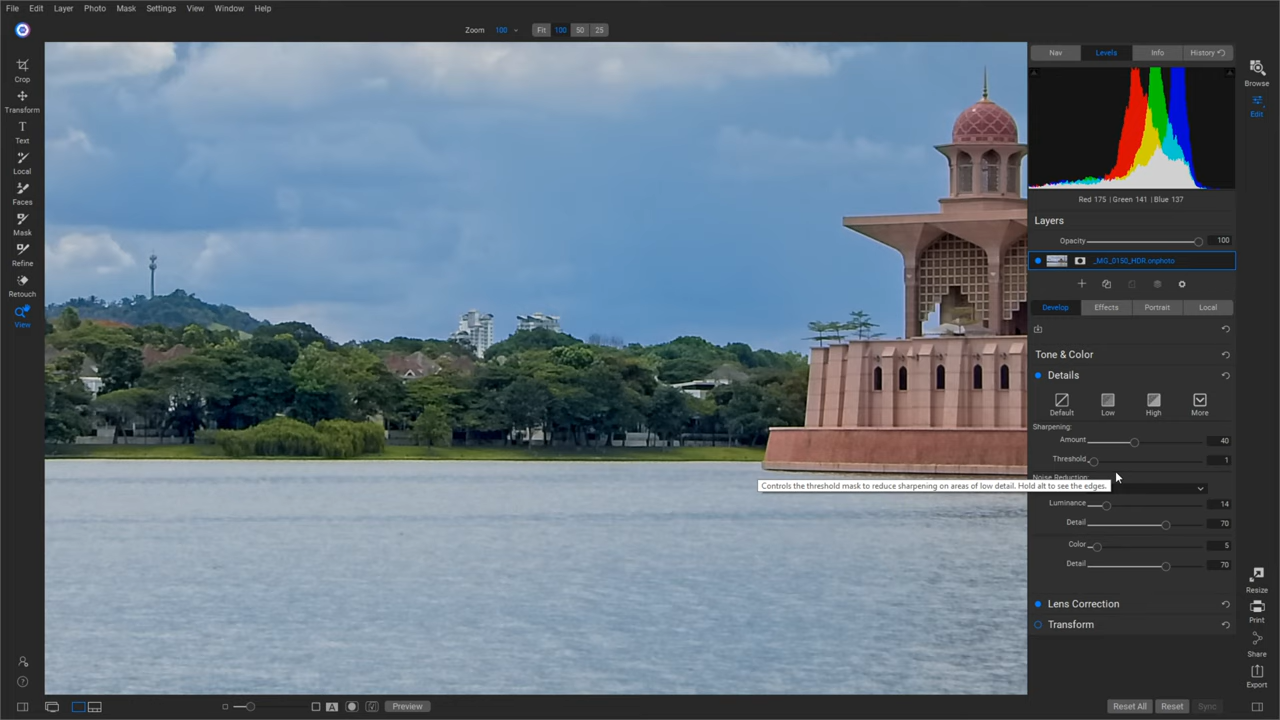 File Edit Layer Photo Mask Settings View Window Help
Zoom 100 Fit 100 50 25
Nav Levels Info History
Crop
Transform
Text
Local
Faces
Mask
Refine
Retouch
View
Red 175 | Green 141 | Blue 137
Layers
Opacity 100
_MG_0150_HDR.onphoto
Develop Effects Portrait Local
Tone & Color
Details
Default Low High More
Sharpening:
Amount 40
Threshold 1
Noise Reduction:
Controls the threshold mask to reduce sharpening on areas of low detail. Hold alt to see the edges.
Luminance 14
Detail 70
Color 5
Detail 70
Lens Correction
Transform
Browse
Edit
Resize
Print
Share
Export
A Preview
Reset All Reset Sync